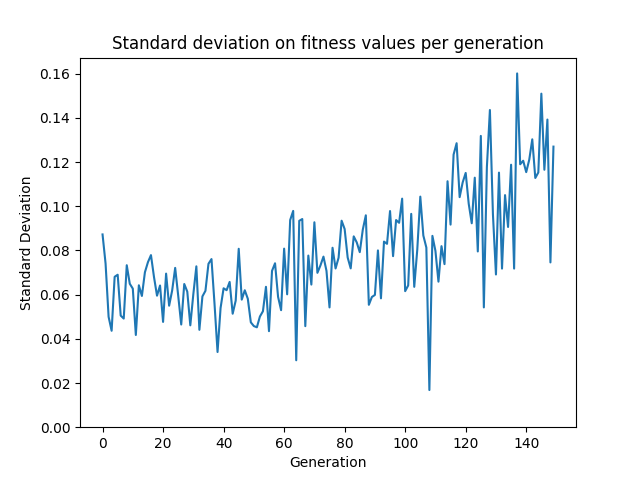 Standard deviation on fitness values per generation
0.16
0.14
0.12
0.10
0.08
0.06
0.04
0.02
0.00
Standard Deviation
0 20 40 60 80 100 120 140
Generation